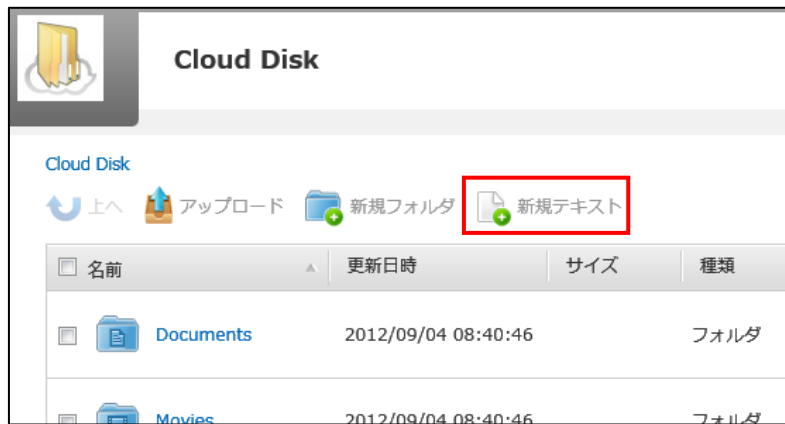 Cloud Disk
Cloud Disk
上へ アップロード 新規フォルダ 新規テキスト
名前 更新日時 サイズ 種類
Documents 2012/09/04 08:40:46 フォルダ
Movies 2012/09/04 08:40:46 フォルダ